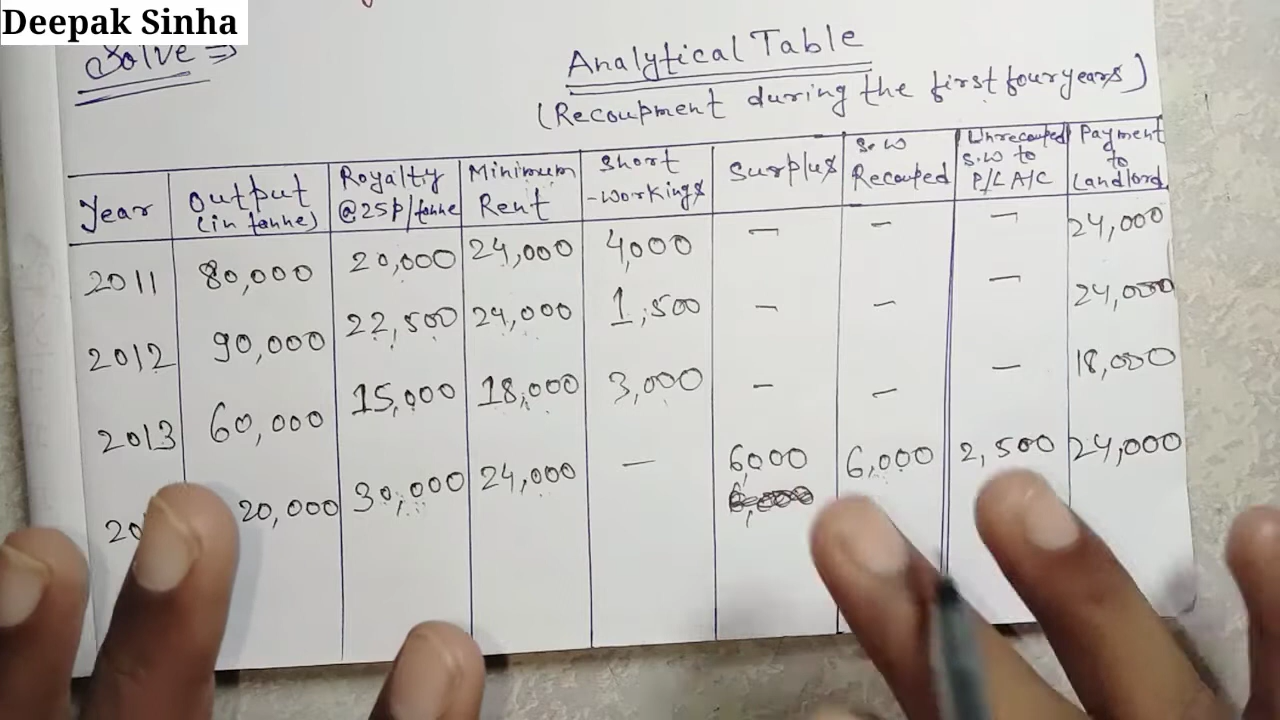 Deepak Sinha
Solve ⇒
Analytical Table
(Recoupment during the first four years)
Year | Output (in tonne) | Royalty @25P/tonne | Minimum Rent | Short -workings | Surplus | S.W Recouped | Unrecouped S.W to P/L A/C | Payment to Landlord
2011 | 80,000 | 20,000 | 24,000 | 4,000 | — | — | — | 24,000
2012 | 90,000 | 22,500 | 24,000 | 1,500 | — | — | — | 24,000
2013 | 60,000 | 15,000 | 18,000 | 3,000 | — | — | — | 18,000
20 | 20,000 | 30,000 | 24,000 | — | 6,000 | 6,000 | 2,500 | 24,000